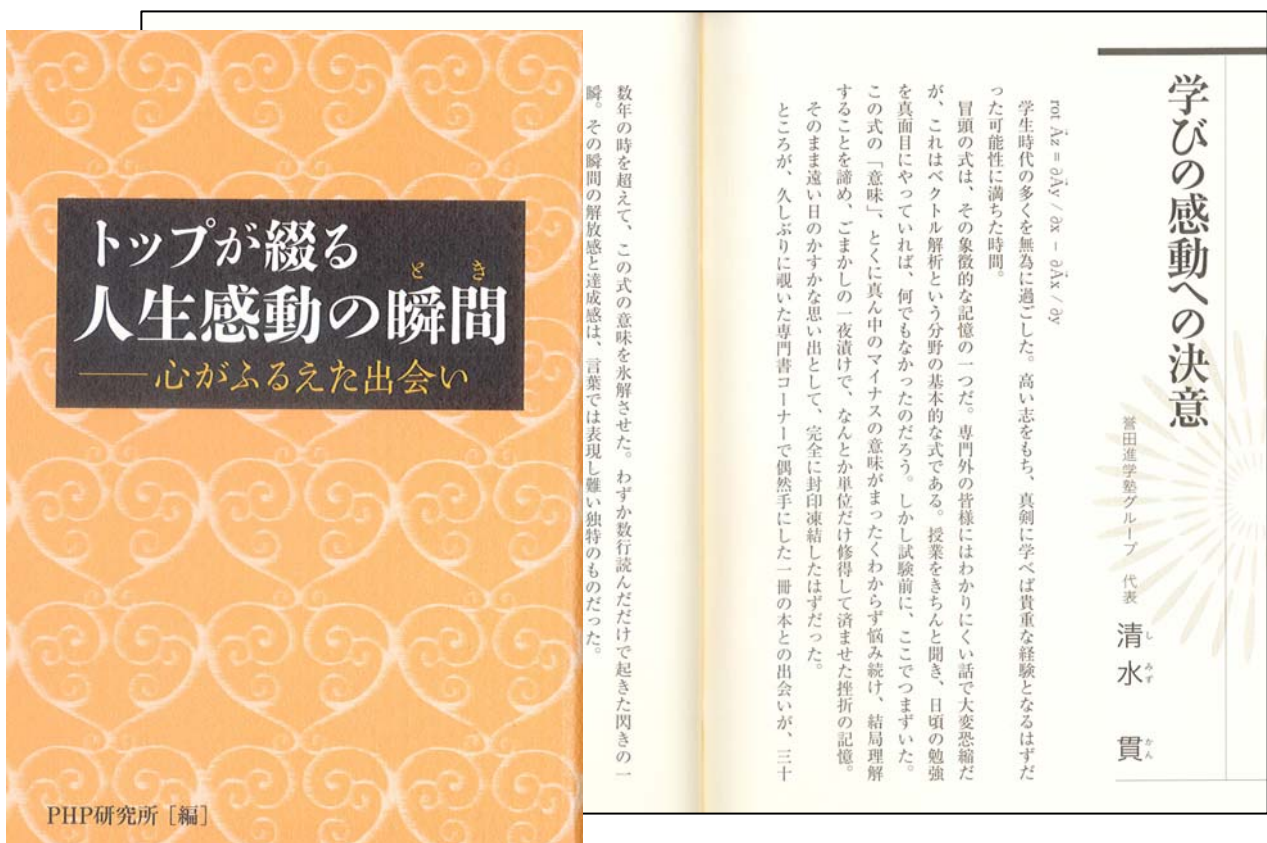 トップが綴る
人生感動の瞬間
とき
――心がふるえた出会い
PHP研究所［編］
学びの感動への決意
誉田進学塾グループ　代表　清水　貫
しみず　かん
rot Āz = ∂Āy / ∂x － ∂Āx / ∂y
学生時代の多くを無為に過ごした。高い志をもち、真剣に学べば貴重な経験となるはずだ
った可能性に満ちた時間。
冒頭の式は、その象徴的な記憶の一つだ。専門外の皆様にはわかりにくい話で大変恐縮だ
が、これはベクトル解析という分野の基本的な式である。授業をきちんと聞き、日頃の勉強
を真面目にやっていれば、何でもなかったのだろう。しかし試験前に、ここでつまずいた。
この式の「意味」、とくに真ん中のマイナスの意味がまったくわからず悩み続け、結局理解
することを諦め、ごまかしの一夜漬けで、なんとか単位だけ修得して済ませた挫折の記憶。
そのまま遠い日のかすかな思い出として、完全に封印凍結したはずだった。
ところが、久しぶりに覗いた専門書コーナーで偶然手にした一冊の本との出会いが、三十
数年の時を超えて、この式の意味を氷解させた。わずか数行読んだだけで起きた閃きの一
瞬。その瞬間の解放感と達成感は、言葉では表現し難い独特のものだった。